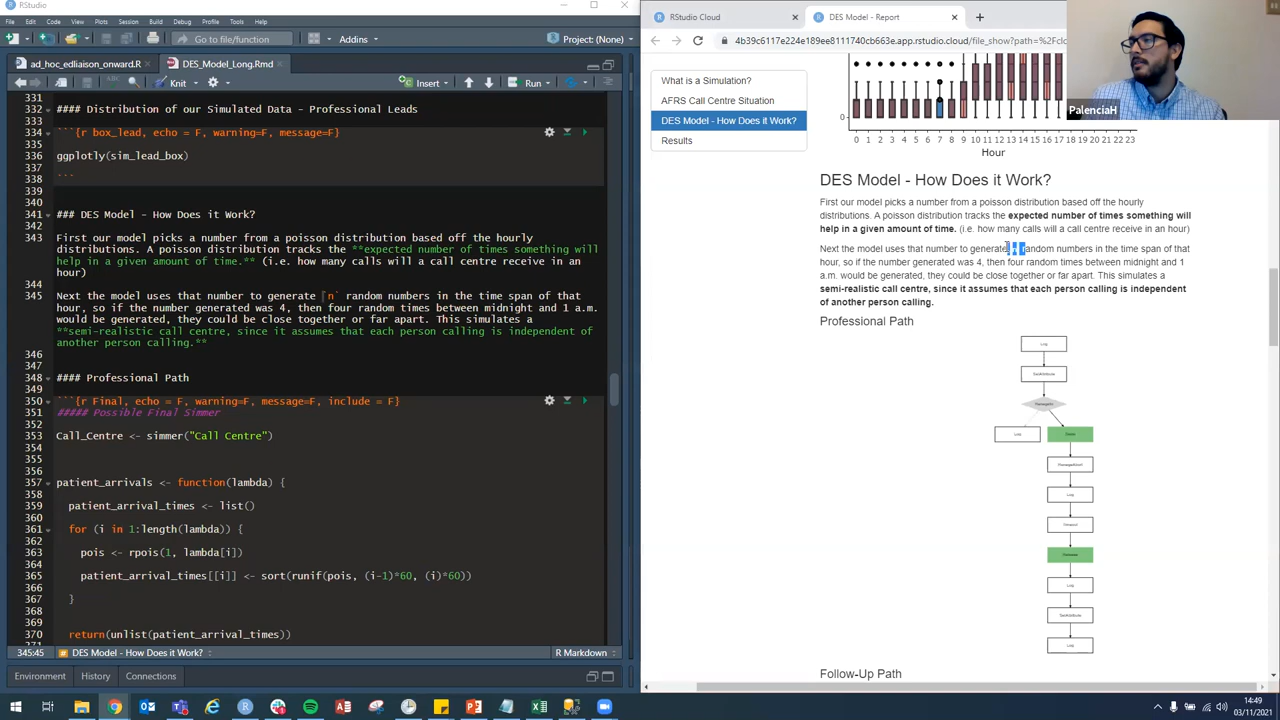 RStudio
File Edit Code View Plots Session Build Debug Profile Tools Help
Go to file/function
Addins
Project: (None)
ad_hoc_edliaison_onward.R
DES_Model_Long.Rmd
Knit
Insert
Run
331
332 #### Distribution of our Simulated Data - Professional Leads
333
334 ```{r box_lead, echo = F, warning=F, message=F}
335
336 ggplotly(sim_lead_box)
337
338 ```
339
340
341 ### DES Model - How Does it Work?
342
343 First our model picks a number from a poisson distribution based off the hourly
distributions. A poisson distribution tracks the **expected number of times something will
help in a given amount of time.** (i.e. how many calls will a call centre receive in an
hour)
344
345 Next the model uses that number to generate `n` random numbers in the time span of that
hour, so if the number generated was 4, then four random times between midnight and 1 a.m.
would be generated, they could be close together or far apart. This simulates a
**semi-realistic call centre, since it assumes that each person calling is independent of
another person calling.**
346
347
348 #### Professional Path
349
350 ```{r Final, echo = F, warning=F, message=F, include = F}
351 ##### Possible Final Simmer
352
353 Call_Centre <- simmer("Call Centre")
354
355
356
357 patient_arrivals <- function(lambda) {
358
359 patient_arrival_times <- list()
360
361 for (i in 1:length(lambda)) {
362
363 pois <- rpois(1, lambda[i])
364
365 patient_arrival_times[[i]] <- sort(runif(pois, (i-1)*60, (i)*60))
366
367 }
368
369
370 return(unlist(patient_arrival_times))
345:45
DES Model - How Does it Work?
R Markdown
Environment History Connections
RStudio Cloud
DES Model - Report
4b39c6117e224e189ee8111740cb663e.app.rstudio.cloud/file_show?path=%2Fclo
What is a Simulation?
AFRS Call Centre Situation
DES Model - How Does it Work?
Results
0
0 1 2 3 4 5 6 7 8 9 10 11 12 13 14 15 16 17 18 19 20 21 22 23
Hour
PalenciaH
DES Model - How Does it Work?
First our model picks a number from a poisson distribution based off the hourly
distributions. A poisson distribution tracks the expected number of times something will
help in a given amount of time. (i.e. how many calls will a call centre receive in an hour)
Next the model uses that number to generate n random numbers in the time span of that
hour, so if the number generated was 4, then four random times between midnight and 1
a.m. would be generated, they could be close together or far apart. This simulates a
semi-realistic call centre, since it assumes that each person calling is independent
of another person calling.
Professional Path
Log
SetAttribute
Log
Log
Timeout
Log
SetAttribute
Log
Follow-Up Path
14:49
03/11/2021